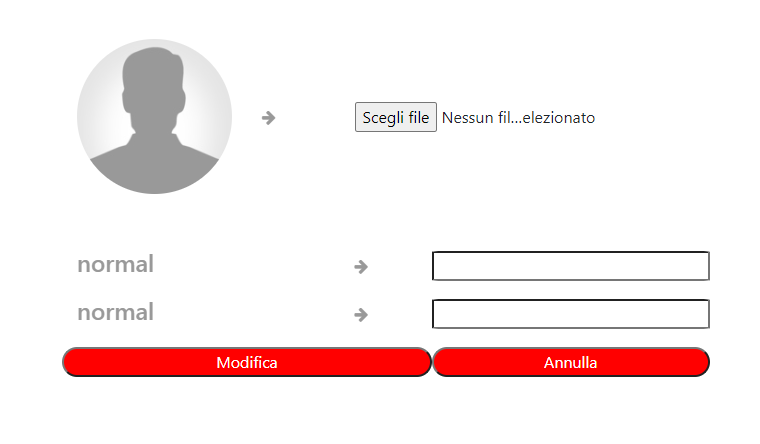 Scegli file Nessun fil...elezionato
normal
normal
Modifica Annulla